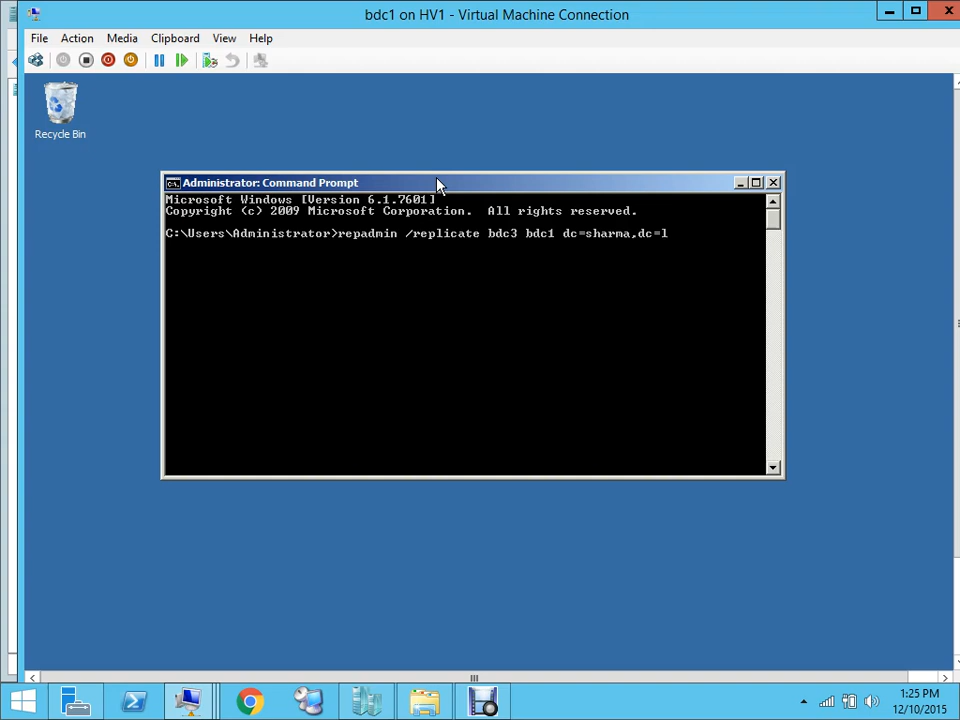 bdc1 on HV1 - Virtual Machine Connection
File Action Media Clipboard View Help
Recycle Bin
Administrator: Command Prompt
Microsoft Windows [Version 6.1.7601]
Copyright (c) 2009 Microsoft Corporation.  All rights reserved.
C:\Users\Administrator>repadmin /replicate bdc3 bdc1 dc=sharma,dc=l
1:25 PM
12/10/2015